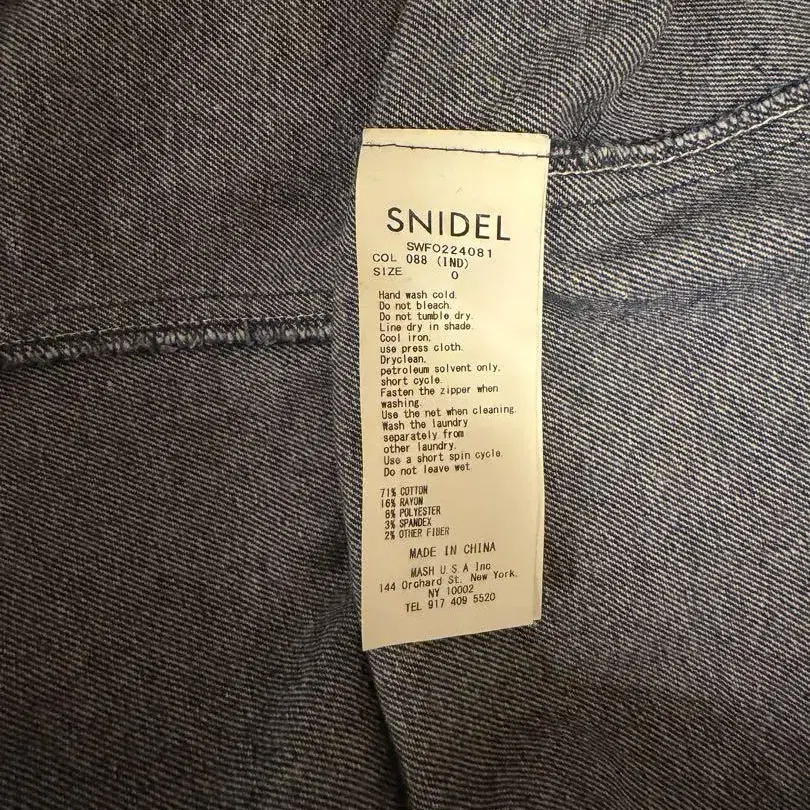 SNIDEL
SWFO224081
COL 088 (IND)
SIZE 0
Hand wash cold.
Do not bleach.
Do not tumble dry.
Line dry in shade.
Cool iron,
use press cloth.
Dryclean,
petroleum solvent only,
short cycle.
Fasten the zipper when
washing.
Use the net when cleaning.
Wash the laundry
separately from
other laundry.
Use a short spin cycle.
Do not leave wet.
71% COTTON
16% RAYON
8% POLYESTER
3% SPANDEX
2% OTHER FIBER
MADE IN CHINA
MASH U.S.A Inc
144 Orchard St. New York.
NY 10002
TEL 917 409 5520